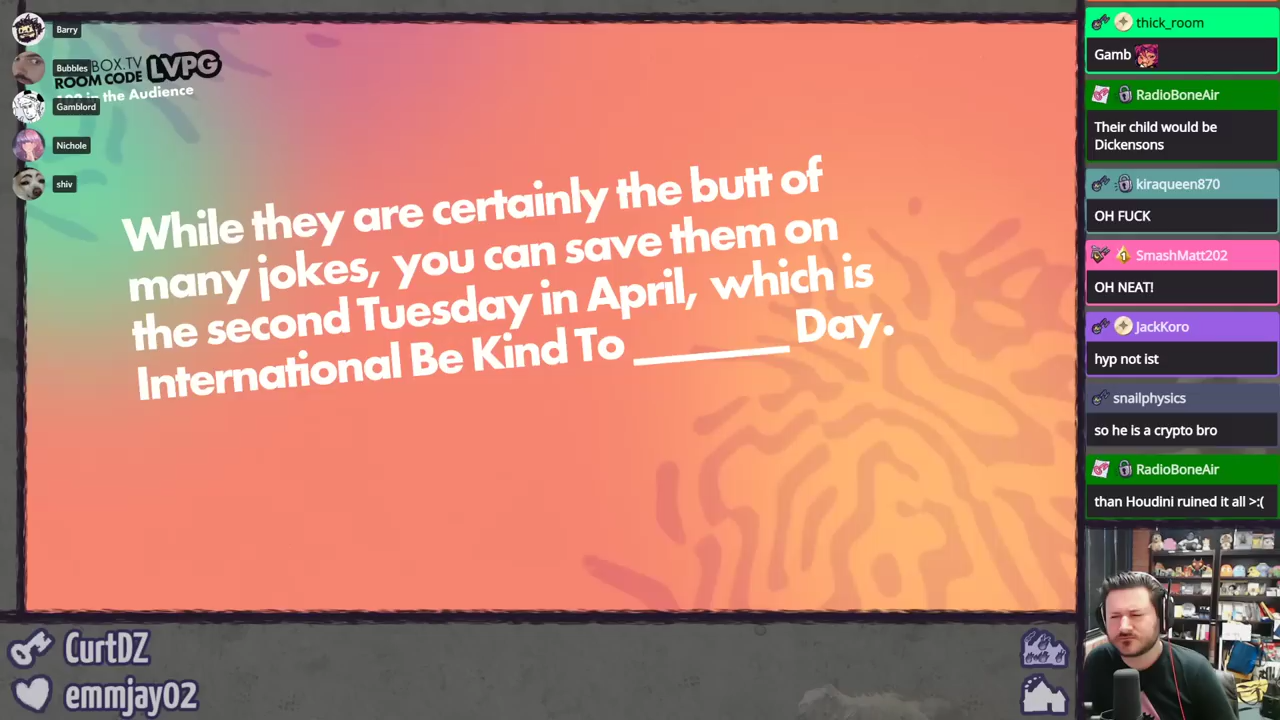 Barry
Bubbles
BOX.TV
ROOM CODE LVPG
in the Audience
Gamblord
Nichole
shiv
While they are certainly the butt of
many jokes, you can save them on
the second Tuesday in April, which is
International Be Kind To ______ Day.
CurtDZ
emmjay02
thick_room
Gamb
RadioBoneAir
Their child would be
Dickensons
kiraqueen870
OH FUCK
SmashMatt202
OH NEAT!
JackKoro
hyp not ist
snailphysics
so he is a crypto bro
RadioBoneAir
than Houdini ruined it all >:(